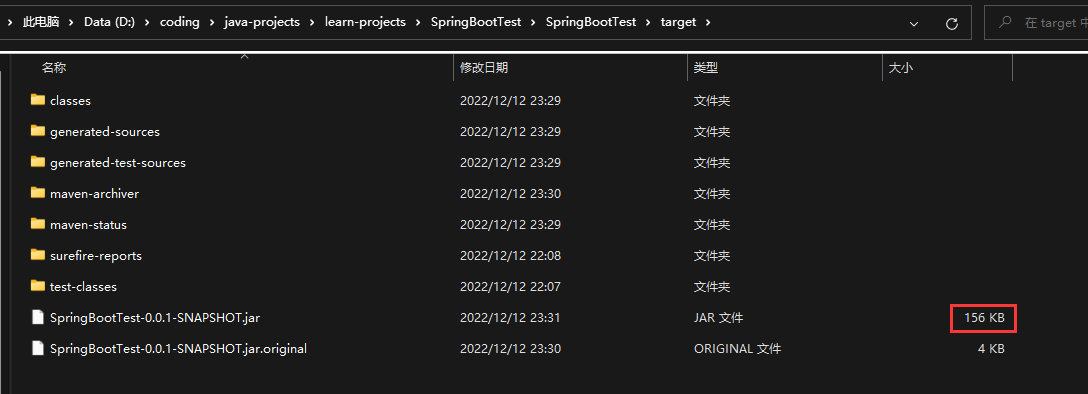 此电脑 > Data (D:) > coding > java-projects > learn-projects > SpringBootTest > SpringBootTest > target > 在 target 中
名称 修改日期 类型 大小
classes 2022/12/12 23:29 文件夹
generated-sources 2022/12/12 23:29 文件夹
generated-test-sources 2022/12/12 23:29 文件夹
maven-archiver 2022/12/12 23:30 文件夹
maven-status 2022/12/12 23:29 文件夹
surefire-reports 2022/12/12 22:08 文件夹
test-classes 2022/12/12 22:07 文件夹
SpringBootTest-0.0.1-SNAPSHOT.jar 2022/12/12 23:31 JAR 文件 156 KB
SpringBootTest-0.0.1-SNAPSHOT.jar.original 2022/12/12 23:30 ORIGINAL 文件 4 KB